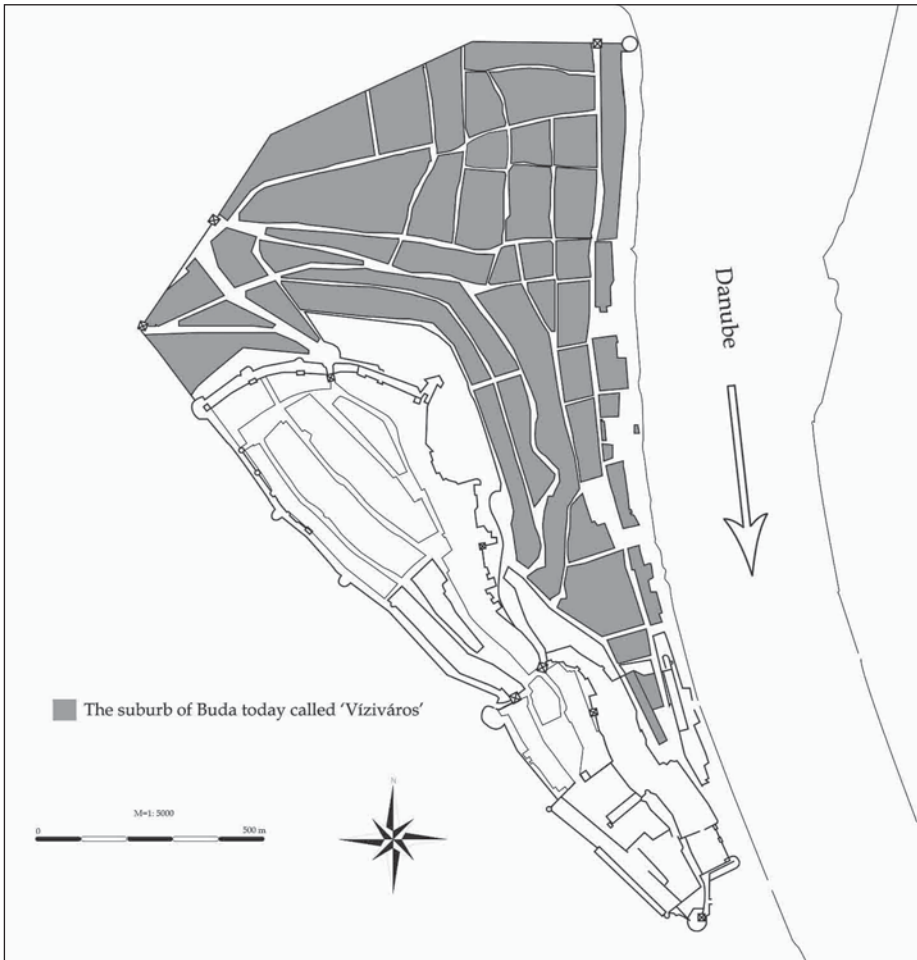 Danube
The suburb of Buda today called ‘Víziváros’
N
M=1: 5000
0 500 m